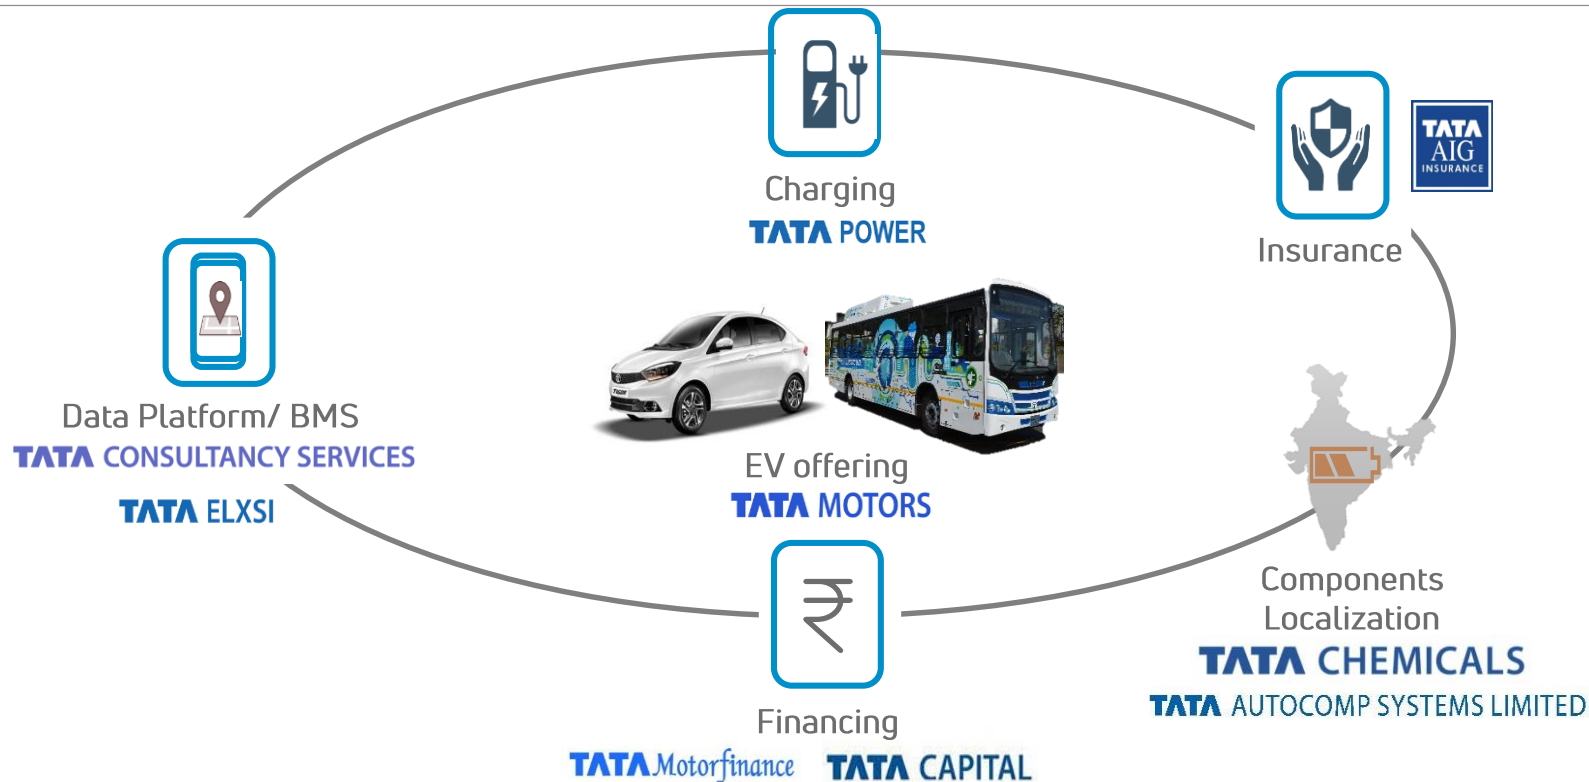 Charging
TATA POWER
TATA
AIG
INSURANCE
Insurance
Data Platform/ BMS
TATA CONSULTANCY SERVICES
TATA ELXSI
EV offering
TATA MOTORS
Components
Localization
TATA CHEMICALS
TATA AUTOCOMP SYSTEMS LIMITED
₹
Financing
TATA Motorfinance
TATA CAPITAL